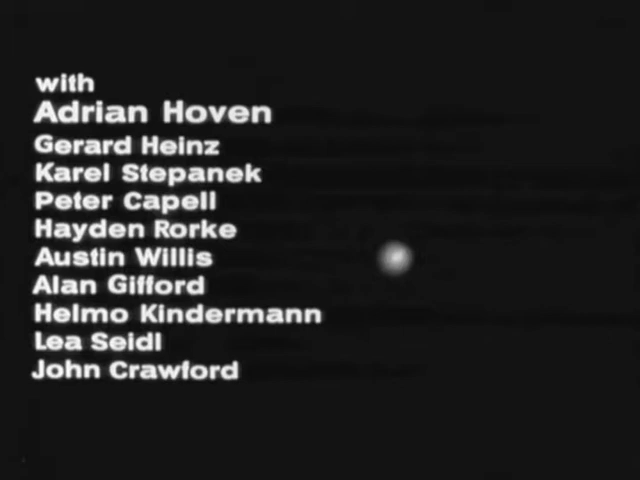 with
Adrian Hoven
Gerard Heinz
Karel Stepanek
Peter Capell
Hayden Rorke
Austin Willis
Alan Gifford
Helmo Kindermann
Lea Seidl
John Crawford